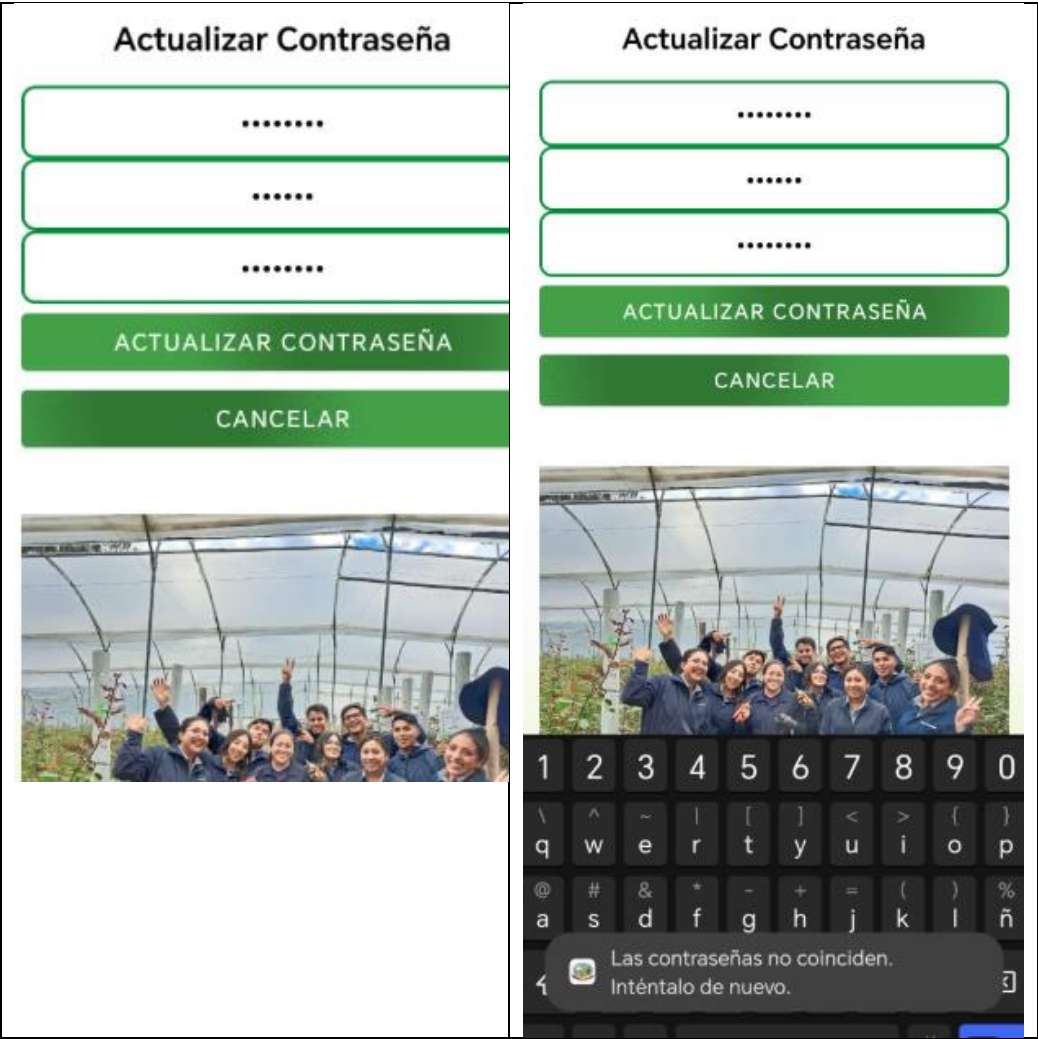 Actualizar Contraseña
••••••••
••••••
••••••••
ACTUALIZAR CONTRASEÑA
CANCELAR
Actualizar Contraseña
••••••••
••••••
••••••••
ACTUALIZAR CONTRASEÑA
CANCELAR
1 2 3 4 5 6 7 8 9 0
\ ^ ~ | [ ] < > { }
q w e r t y u i o p
@ # & * - + = ( ) %
a s d f g h j k l ñ
Las contraseñas no coinciden.
Inténtalo de nuevo.